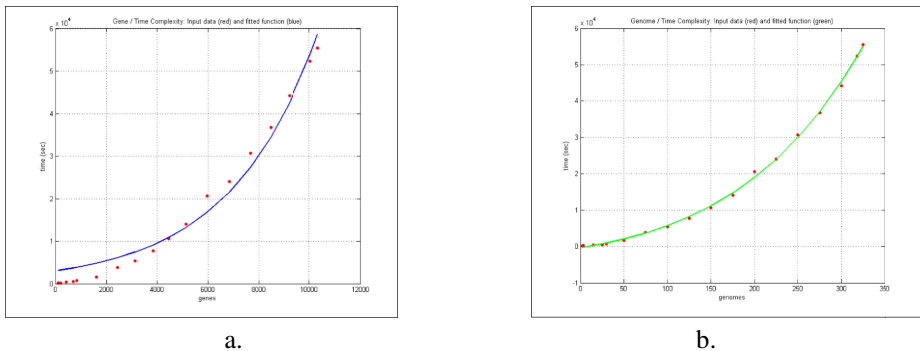 Gene / Time Complexity: Input data (red) and fitted function (blue)
x 10^4
6
5
4
3
2
1
0
time (sec)
0 2000 4000 6000 8000 10000 12000
genes
a.
Genome / Time Complexity: Input data (red) and fitted function (green)
x 10^4
6
5
4
3
2
1
0
-1
time (sec)
0 50 100 150 200 250 300 350
genomes
b.